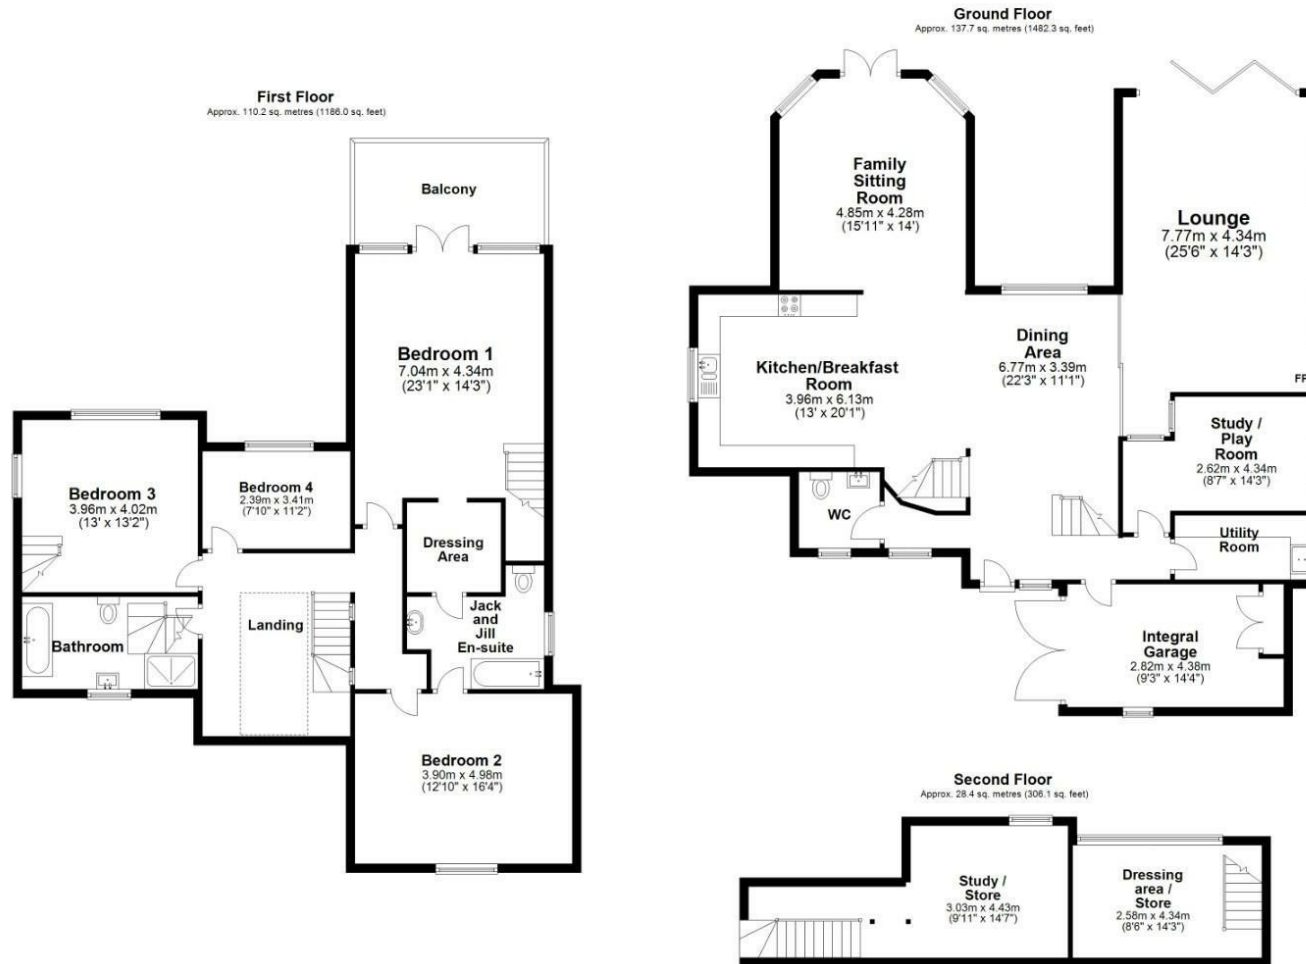 First Floor
Approx. 110.2 sq. metres (1186.0 sq. feet)
Balcony
Bedroom 1
7.04m x 4.34m
(23'1" x 14'3")
Bedroom 3
3.96m x 4.02m
(13' x 13'2")
Bedroom 4
2.39m x 3.41m
(7'10" x 11'2")
Dressing
Area
Jack
and
Jill
En-suite
Landing
Bathroom
Bedroom 2
3.90m x 4.98m
(12'10" x 16'4")
Ground Floor
Approx. 137.7 sq. metres (1482.3 sq. feet)
Family
Sitting
Room
4.85m x 4.28m
(15'11" x 14')
Lounge
7.77m x 4.34m
(25'6" x 14'3")
Dining
Area
6.77m x 3.39m
(22'3" x 11'1")
Kitchen/Breakfast
Room
3.96m x 6.13m
(13' x 20'1")
FP
Study /
Play
Room
2.62m x 4.34m
(8'7" x 14'3")
WC
Utility
Room
Integral
Garage
2.82m x 4.38m
(9'3" x 14'4")
Second Floor
Approx. 28.4 sq. metres (306.1 sq. feet)
Study /
Store
3.03m x 4.43m
(9'11" x 14'7")
Dressing
area /
Store
2.58m x 4.34m
(8'6" x 14'3")